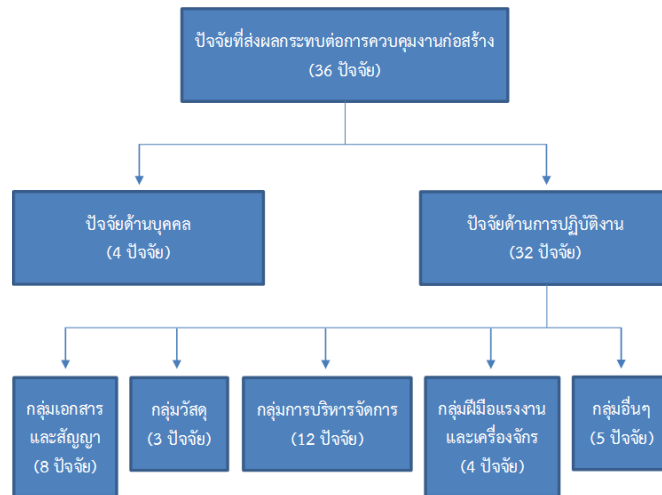 ปัจจัยที่ส่งผลกระทบต่อการควบคุมงานก่อสร้าง
(36 ปัจจัย)
ปัจจัยด้านบุคคล
(4 ปัจจัย)
ปัจจัยด้านการปฏิบัติงาน
(32 ปัจจัย)
กลุ่มเอกสาร
และสัญญา
(8 ปัจจัย)
กลุ่มวัสดุ
(3 ปัจจัย)
กลุ่มการบริหารจัดการ
(12 ปัจจัย)
กลุ่มฝีมือแรงงาน
และเครื่องจักร
(4 ปัจจัย)
กลุ่มอื่นๆ
(5 ปัจจัย)